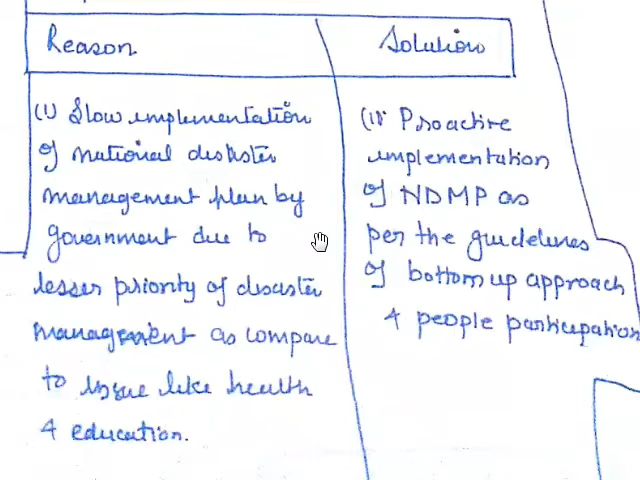 Reason
Solution
(1) Slow implementation
of national disaster
management plan by
government due to
lesser priority of disaster
management as compare
to issue like health
& education.
(1) Proactive
implementation
of NDMP as
per the guidelines
of bottom up approach
& people participation